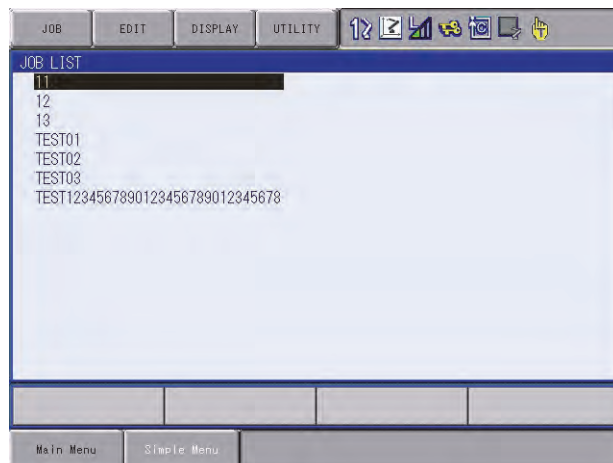 JOB EDIT DISPLAY UTILITY
JOB LIST
11
12
13
TEST01
TEST02
TEST03
TEST1234567890123456789012345678
Main Menu Simple Menu